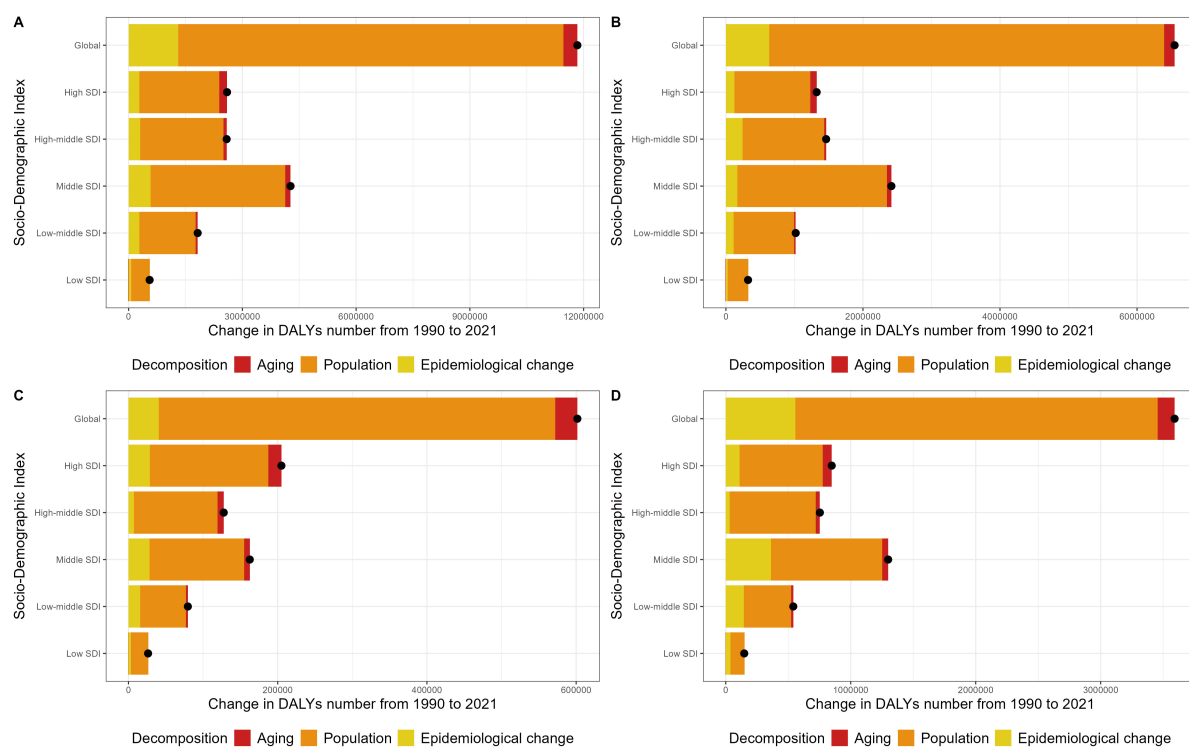 A
Socio-Demographic Index
Global
High SDI
High-middle SDI
Middle SDI
Low-middle SDI
Low SDI
0 3000000 6000000 9000000 12000000
Change in DALYs number from 1990 to 2021
Decomposition Aging Population Epidemiological change
B
Socio-Demographic Index
Global
High SDI
High-middle SDI
Middle SDI
Low-middle SDI
Low SDI
0 2000000 4000000 6000000
Change in DALYs number from 1990 to 2021
Decomposition Aging Population Epidemiological change
C
Socio-Demographic Index
Global
High SDI
High-middle SDI
Middle SDI
Low-middle SDI
Low SDI
0 200000 400000 600000
Change in DALYs number from 1990 to 2021
Decomposition Aging Population Epidemiological change
D
Socio-Demographic Index
Global
High SDI
High-middle SDI
Middle SDI
Low-middle SDI
Low SDI
0 1000000 2000000 3000000
Change in DALYs number from 1990 to 2021
Decomposition Aging Population Epidemiological change